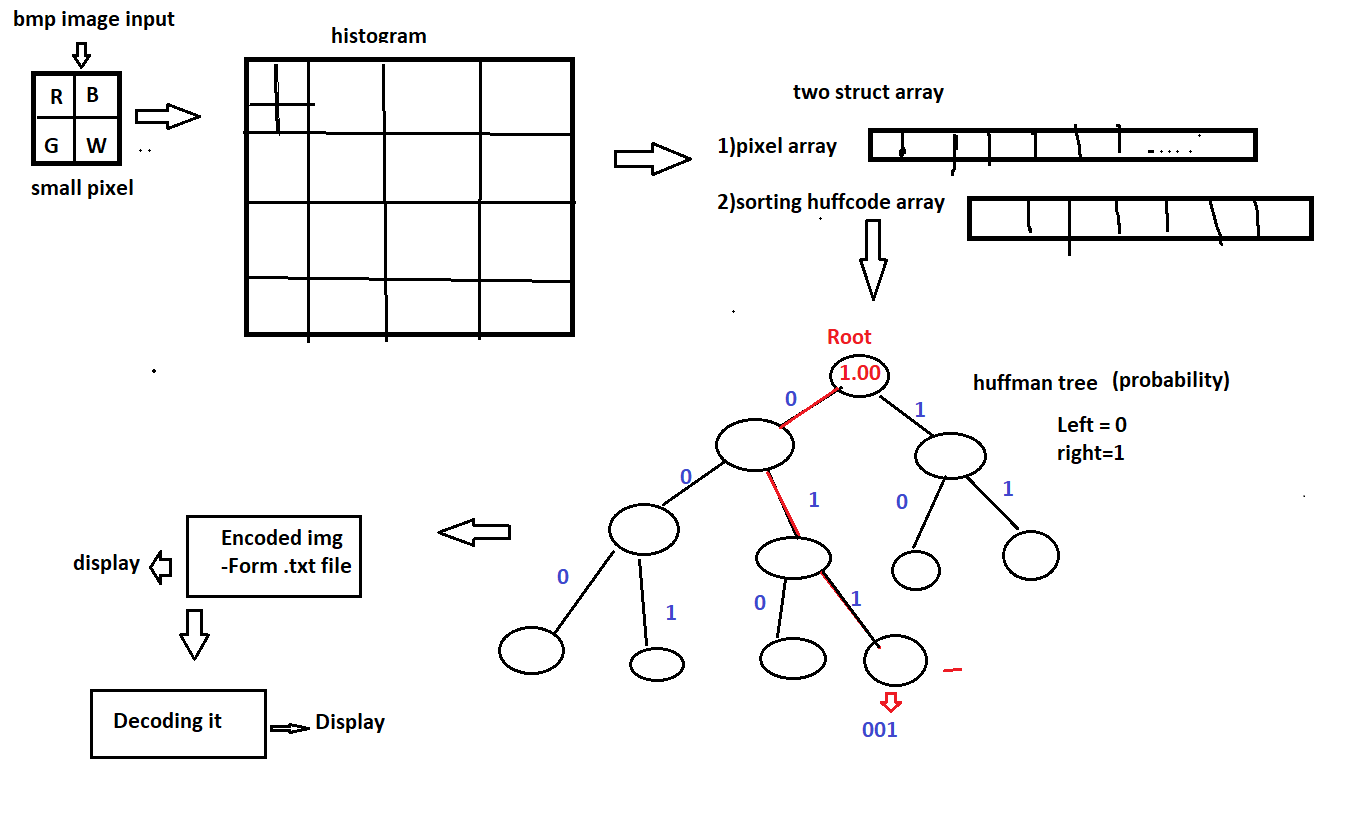 bmp image input
histogram
R B
G W
small pixel
two struct array
1)pixel array
2)sorting huffcode array
Root
1.00
huffman tree (probability)
Left = 0
right=1
0
1
0
1
0
1
0
1
0
1
001
Encoded img
-Form .txt file
display
Decoding it
Display